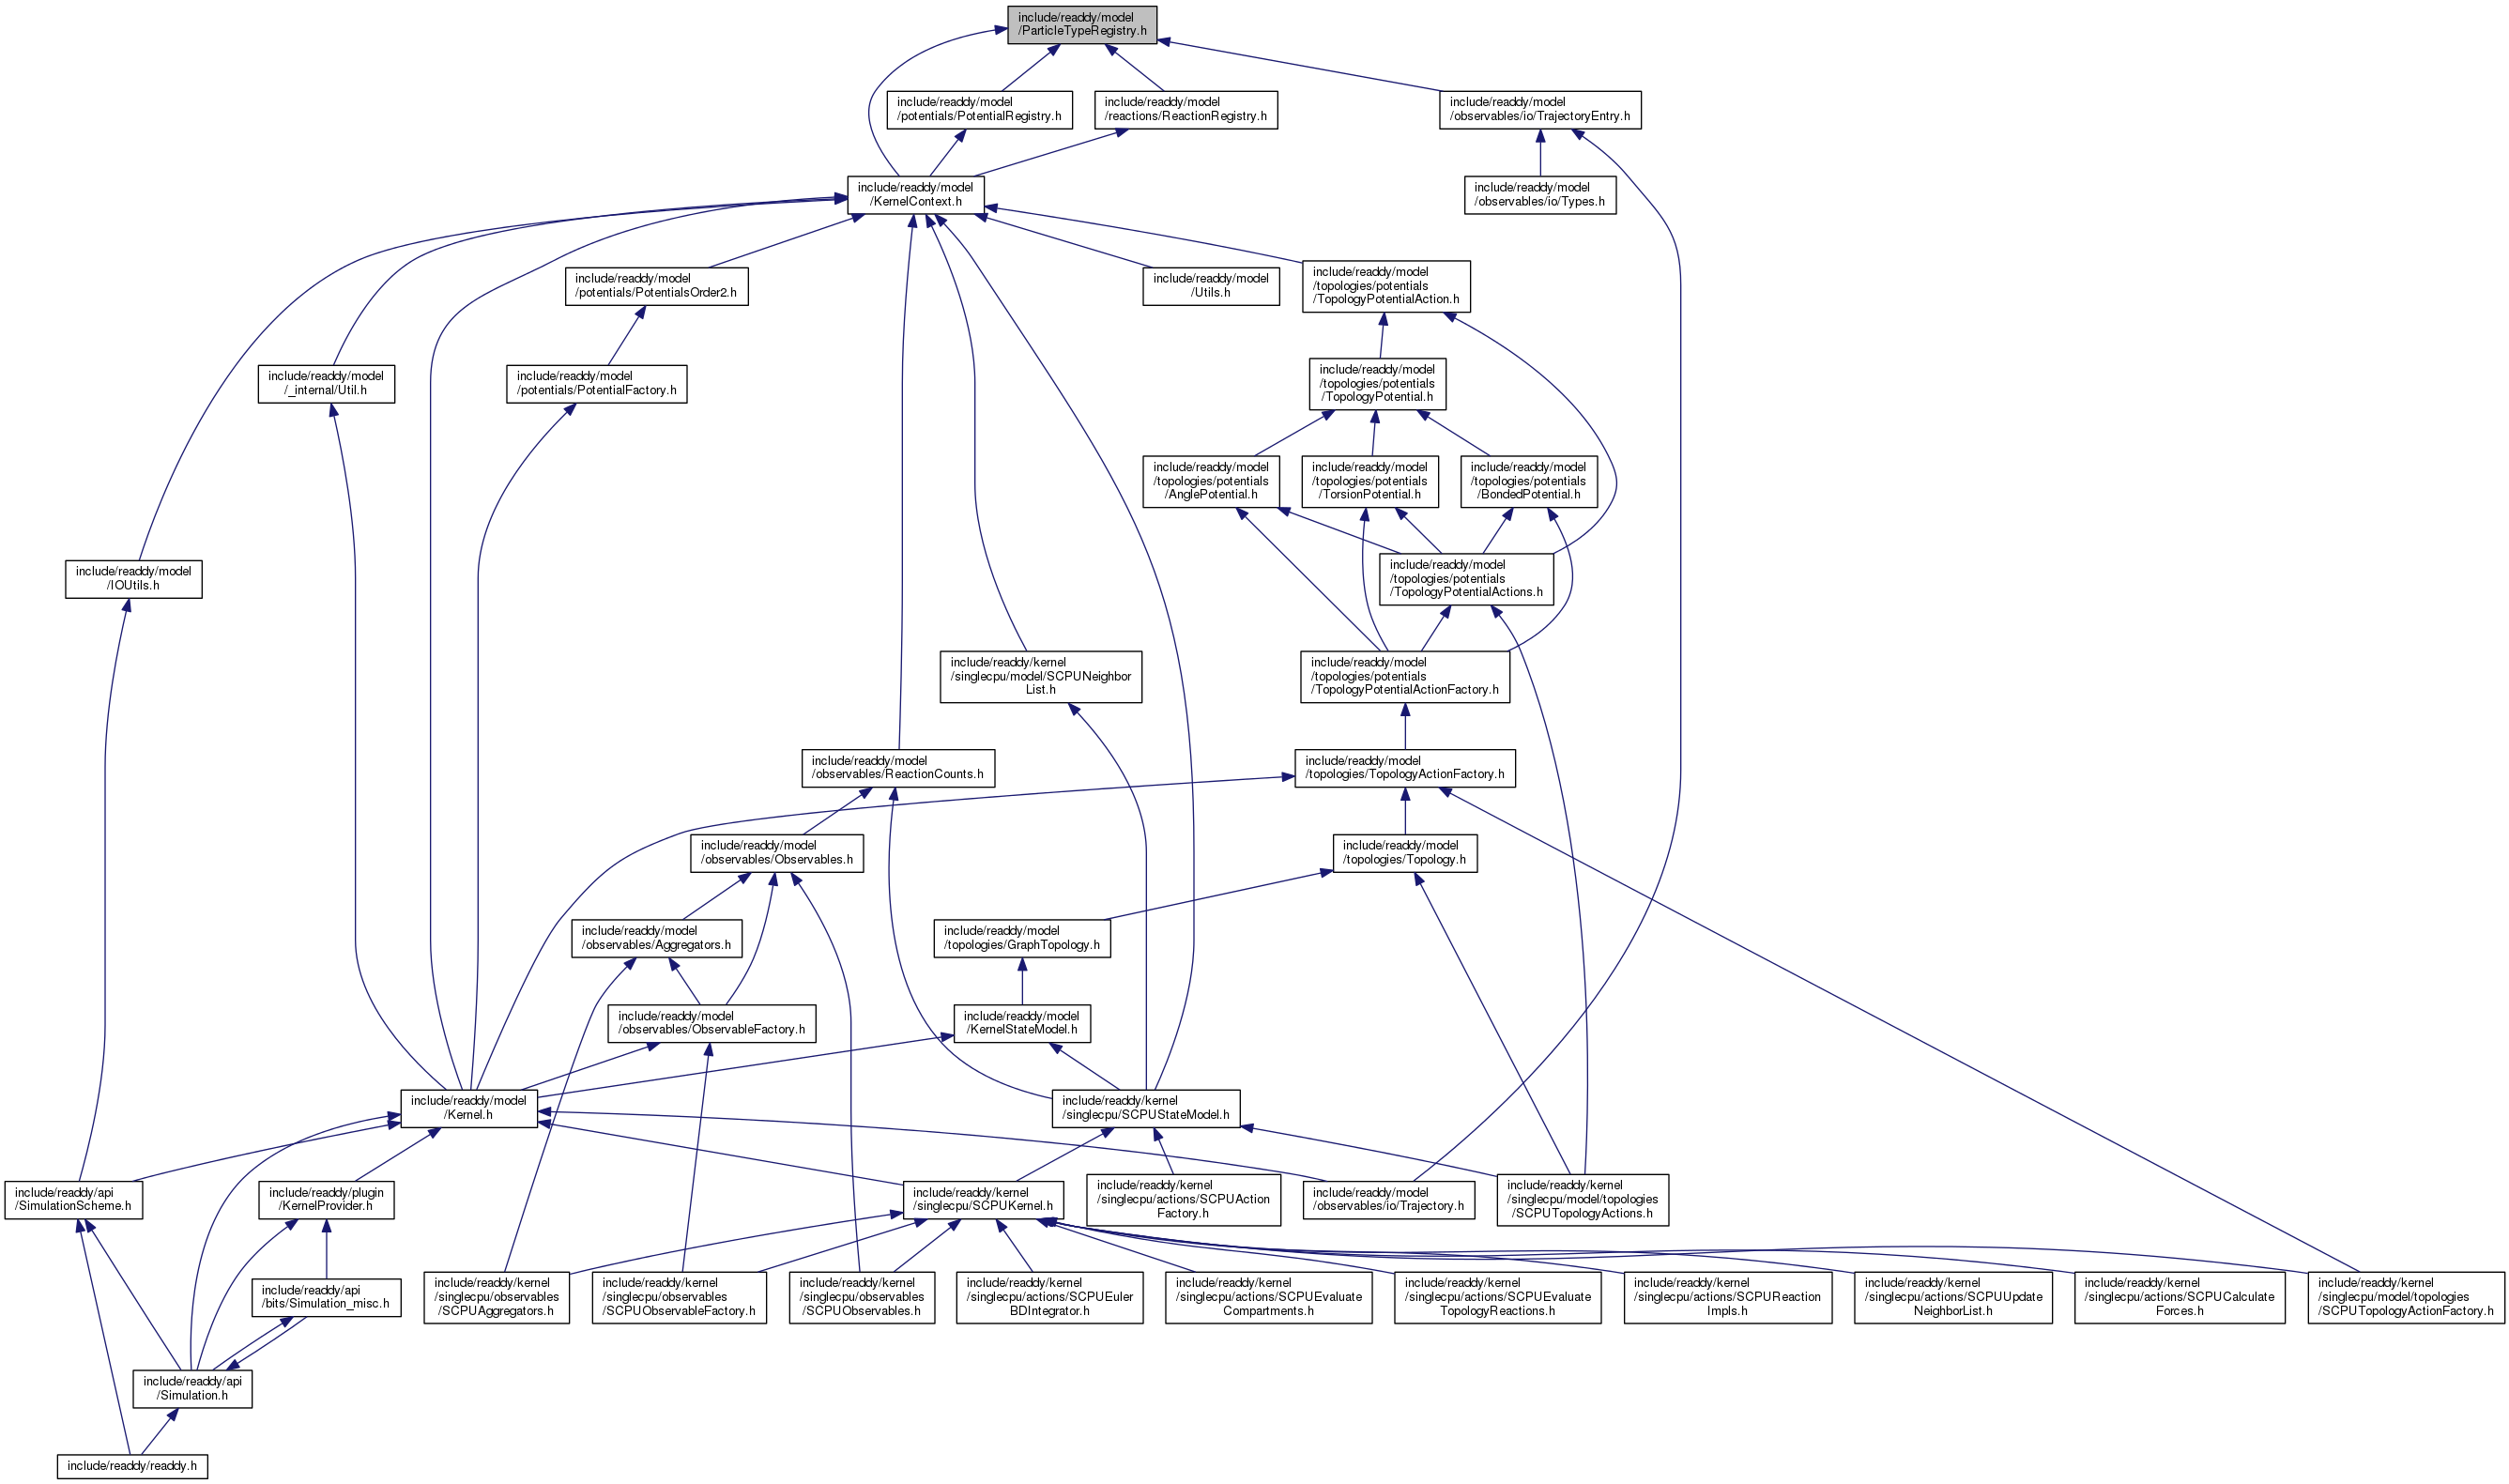 include/readdy/model
/ParticleTypeRegistry.h
include/readdy/model
/potentials/PotentialRegistry.h
include/readdy/model
/reactions/ReactionRegistry.h
include/readdy/model
/observables/io/TrajectoryEntry.h
include/readdy/model
/KernelContext.h
include/readdy/model
/observables/io/Types.h
include/readdy/model
/potentials/PotentialsOrder2.h
include/readdy/model
/Utils.h
include/readdy/model
/topologies/potentials
/TopologyPotentialAction.h
include/readdy/model
/_internal/Util.h
include/readdy/model
/potentials/PotentialFactory.h
include/readdy/model
/topologies/potentials
/TopologyPotential.h
include/readdy/model
/topologies/potentials
/AnglePotential.h
include/readdy/model
/topologies/potentials
/TorsionPotential.h
include/readdy/model
/topologies/potentials
/BondedPotential.h
include/readdy/model
/IOUtils.h
include/readdy/model
/topologies/potentials
/TopologyPotentialActions.h
include/readdy/kernel
/singlecpu/model/SCPUNeighbor
List.h
include/readdy/model
/topologies/potentials
/TopologyPotentialActionFactory.h
include/readdy/model
/observables/ReactionCounts.h
include/readdy/model
/topologies/TopologyActionFactory.h
include/readdy/model
/observables/Observables.h
include/readdy/model
/topologies/Topology.h
include/readdy/model
/observables/Aggregators.h
include/readdy/model
/topologies/GraphTopology.h
include/readdy/model
/observables/ObservableFactory.h
include/readdy/model
/KernelStateModel.h
include/readdy/model
/Kernel.h
include/readdy/kernel
/singlecpu/SCPUStateModel.h
include/readdy/api
/SimulationScheme.h
include/readdy/plugin
/KernelProvider.h
include/readdy/kernel
/singlecpu/SCPUKernel.h
include/readdy/kernel
/singlecpu/actions/SCPUAction
Factory.h
include/readdy/model
/observables/io/Trajectory.h
include/readdy/kernel
/singlecpu/model/topologies
/SCPUTopologyActions.h
include/readdy/api
/bits/Simulation_misc.h
include/readdy/kernel
/singlecpu/observables
/SCPUAggregators.h
include/readdy/kernel
/singlecpu/observables
/SCPUObservableFactory.h
include/readdy/kernel
/singlecpu/observables
/SCPUObservables.h
include/readdy/kernel
/singlecpu/actions/SCPUEuler
BDIntegrator.h
include/readdy/kernel
/singlecpu/actions/SCPUEvaluate
Compartments.h
include/readdy/kernel
/singlecpu/actions/SCPUEvaluate
TopologyReactions.h
include/readdy/kernel
/singlecpu/actions/SCPUReaction
Impls.h
include/readdy/kernel
/singlecpu/actions/SCPUUpdate
NeighborList.h
include/readdy/kernel
/singlecpu/actions/SCPUCalculate
Forces.h
include/readdy/kernel
/singlecpu/model/topologies
/SCPUTopologyActionFactory.h
include/readdy/api
/Simulation.h
include/readdy/readdy.h